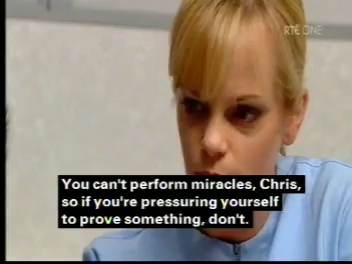 RTÉ ONE
You can't perform miracles, Chris,
so if you're pressuring yourself
to prove something, don't.